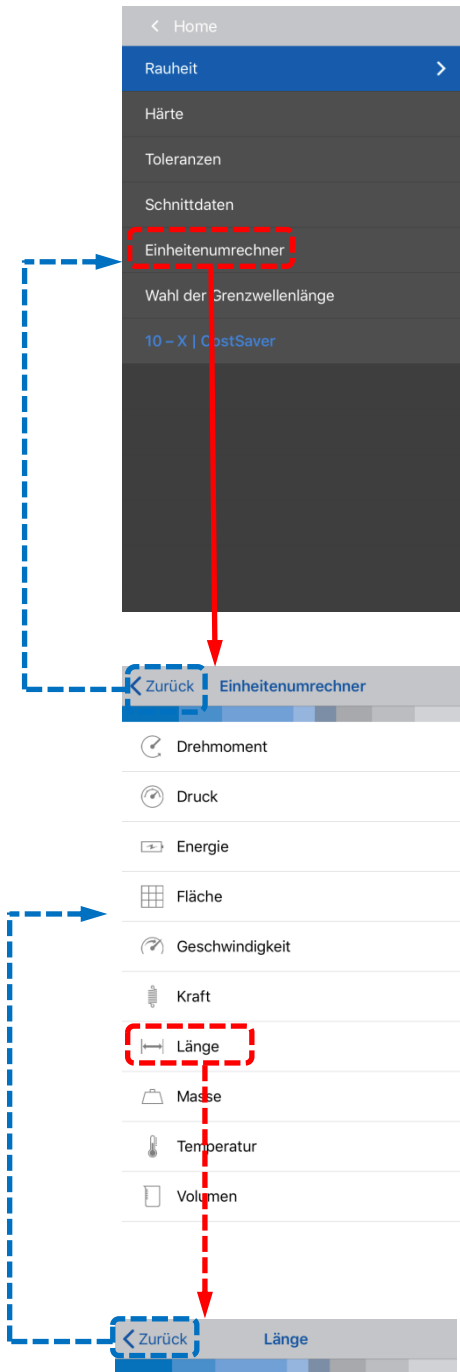 Home
Rauheit
Härte
Toleranzen
Schnittdaten
Einheitenumrechner
Wahl der Grenzwellenlänge
10 – X | CostSaver
Zurück Einheitenumrechner
Drehmoment
Druck
Energie
Fläche
Geschwindigkeit
Kraft
Länge
Masse
Temperatur
Volumen
Zurück Länge